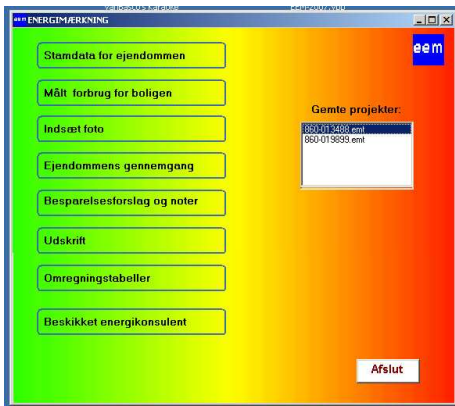 ENERGIMÆRKNING
eem
Stamdata for ejendommen
Målt forbrug for boligen
Indsæt foto
Ejendommens gennemgang
Besparelsesforslag og noter
Udskrift
Omregningstabeller
Beskikket energikonsulent
Gemte projekter:
860-013488.emt
860-019899.emt
Afslut